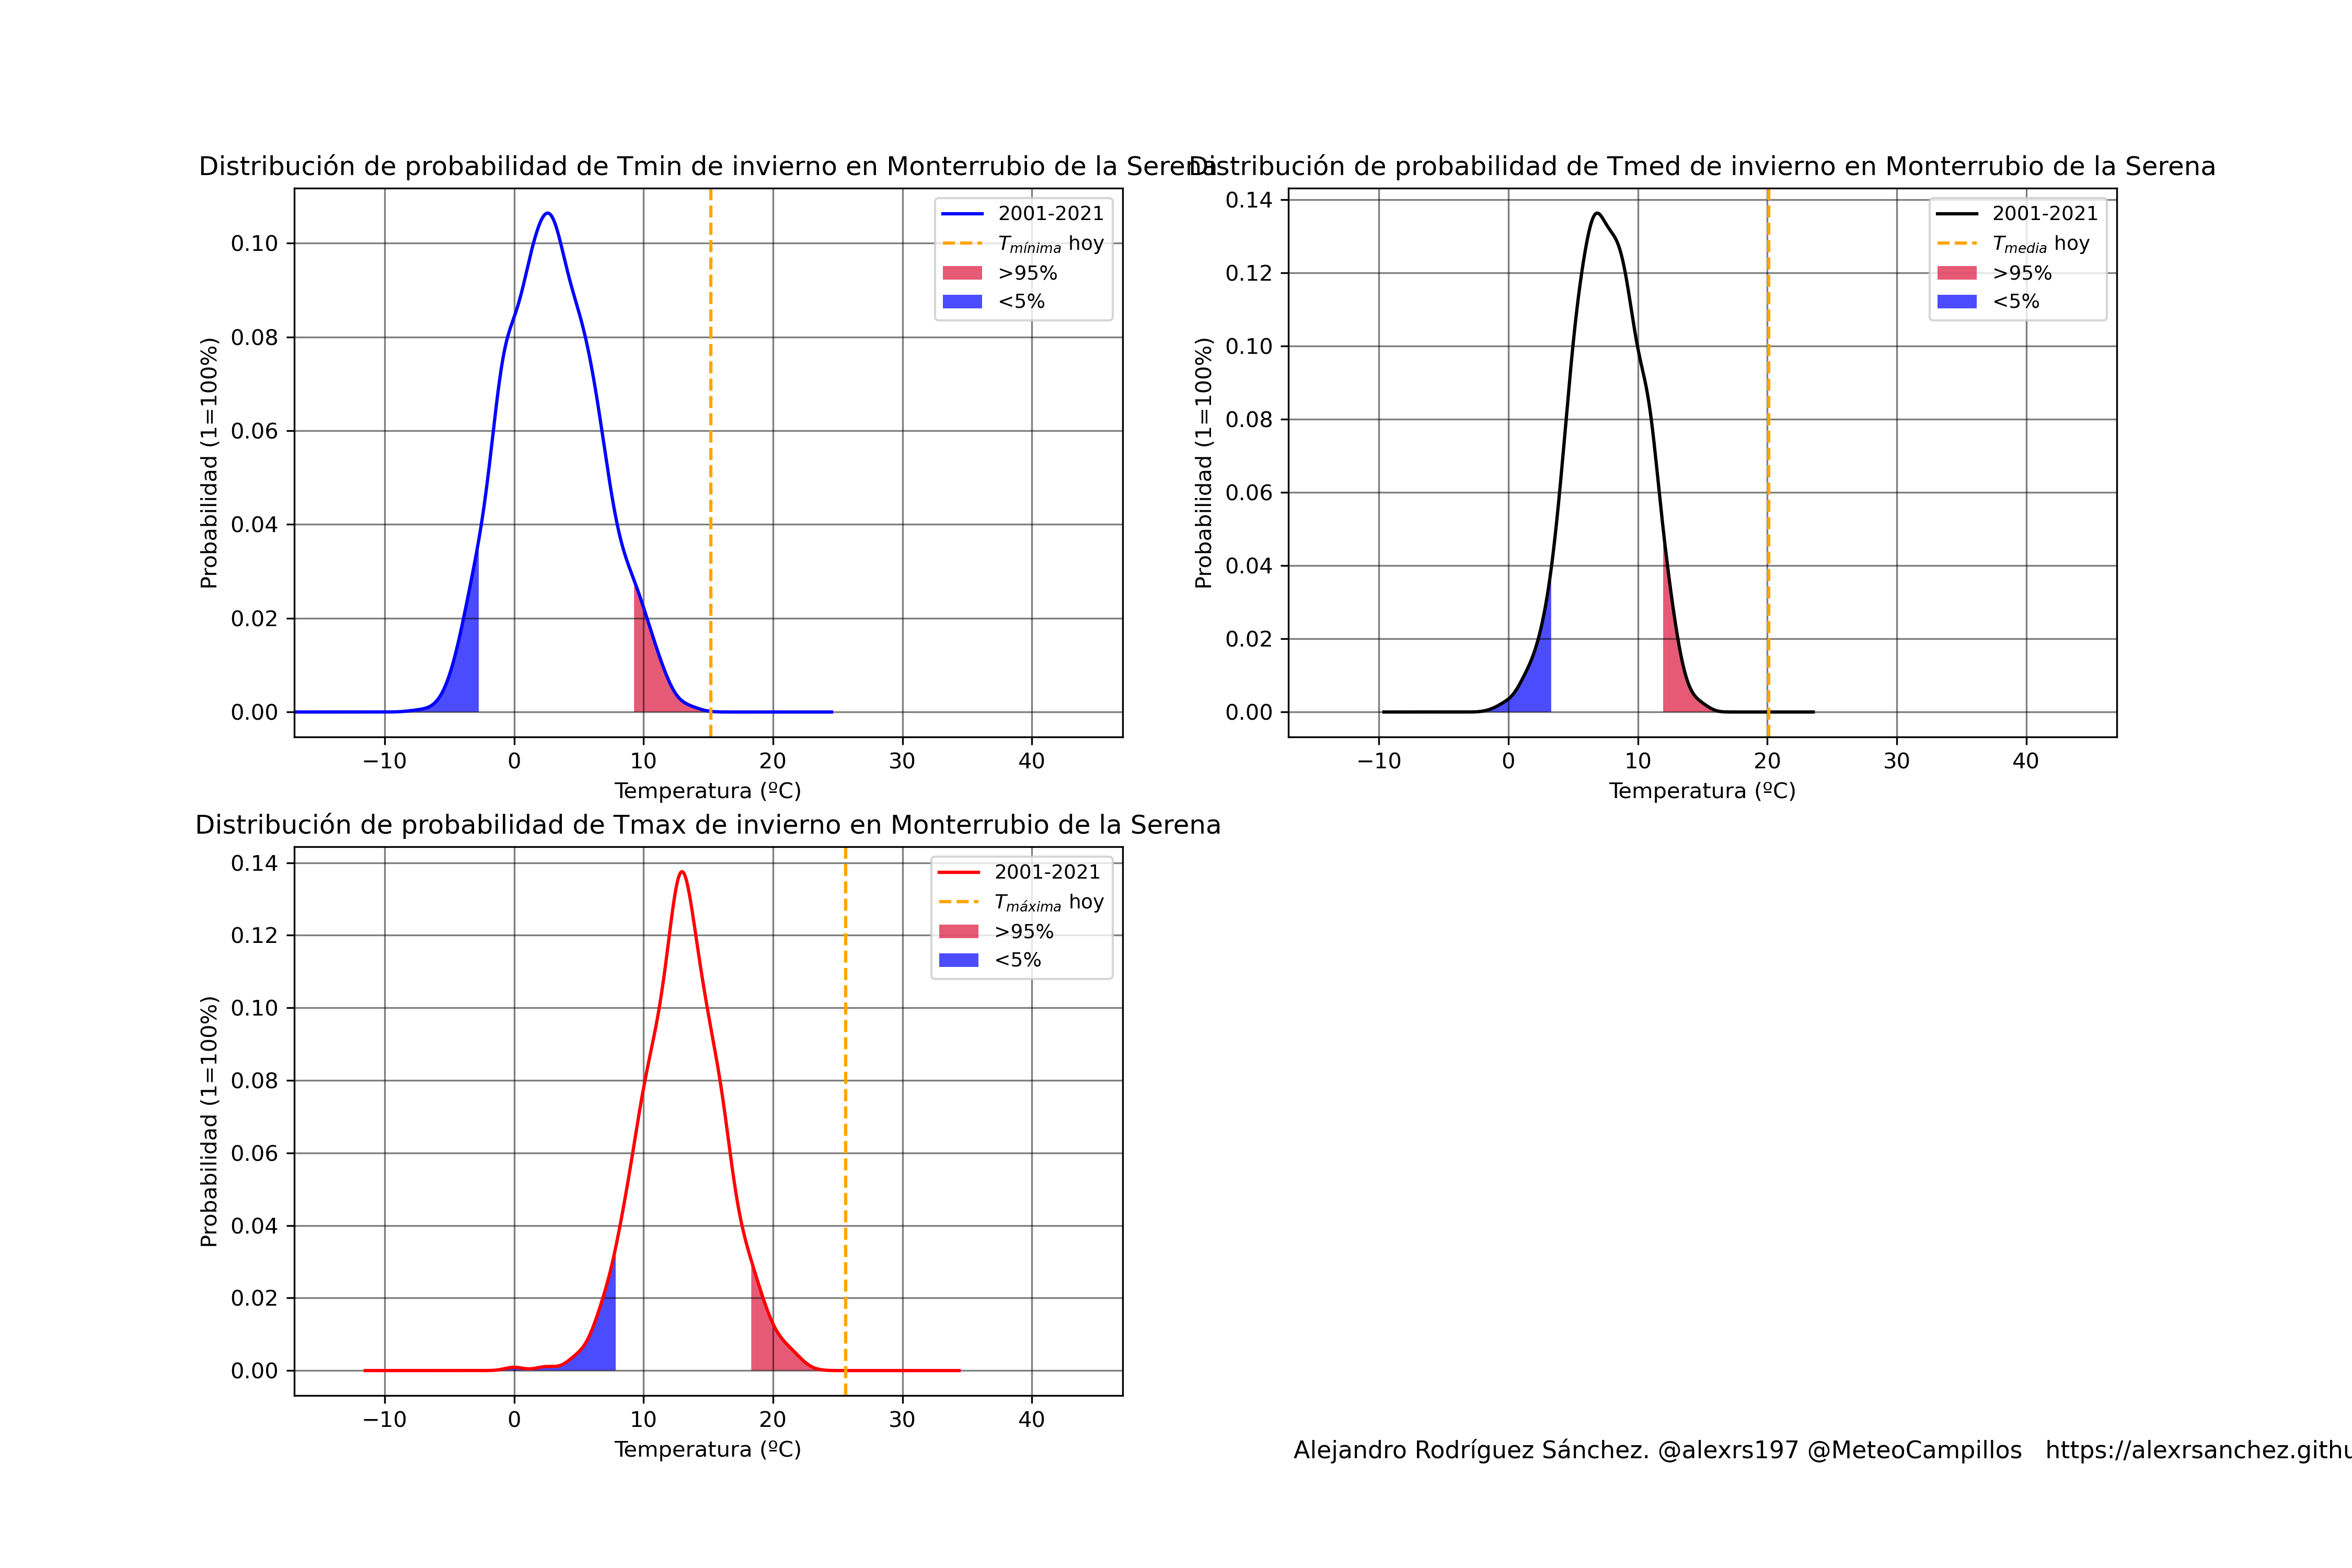 Distribución de probabilidad de Tmin de invierno en Monterrubio de la Serena
0.10
0.08
0.06
0.04
0.02
0.00
Probabilidad (1=100%)
2001-2021
Tmínima hoy
>95%
<5%
−10 0 10 20 30 40
Temperatura (ºC)
Distribución de probabilidad de Tmed de invierno en Monterrubio de la Serena
0.14
0.12
0.10
0.08
0.06
0.04
0.02
0.00
Probabilidad (1=100%)
2001-2021
Tmedia hoy
>95%
<5%
−10 0 10 20 30 40
Temperatura (ºC)
Distribución de probabilidad de Tmax de invierno en Monterrubio de la Serena
0.14
0.12
0.10
0.08
0.06
0.04
0.02
0.00
Probabilidad (1=100%)
2001-2021
Tmáxima hoy
>95%
<5%
−10 0 10 20 30 40
Temperatura (ºC)
Alejandro Rodríguez Sánchez. @alexrs197 @MeteoCampillos https://alexrsanchez.githu